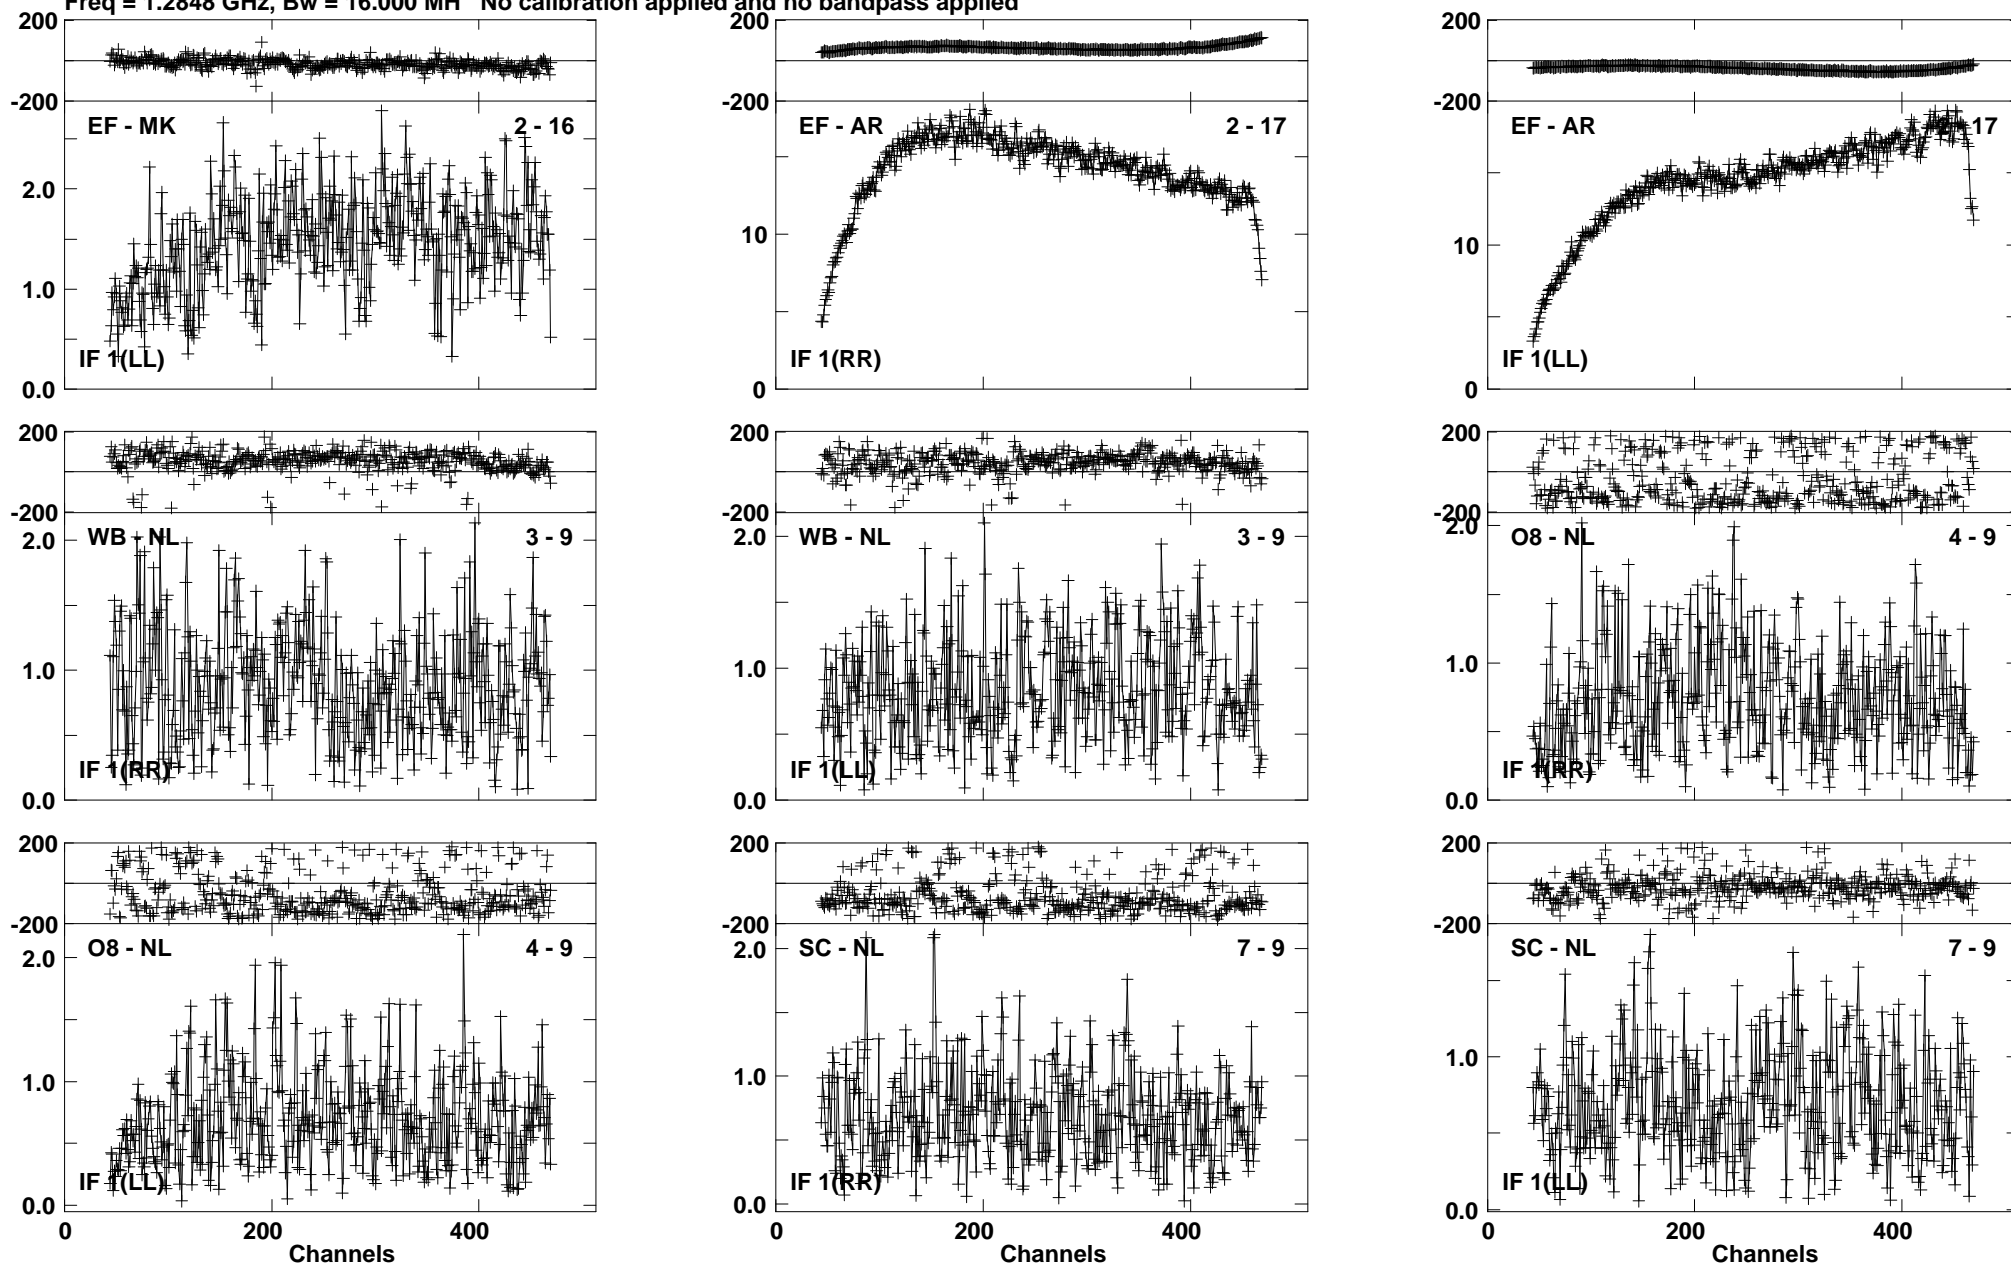 Freq = 1.2848 GHz, Bw = 16.000 MH No calibration applied and no bandpass applied
200
-200
EF - MK 2 - 16
2.0
1.0
0.0
IF 1(LL)
200
-200
EF - AR 2 - 17
10
0
IF 1(RR)
200
-200
EF - AR 17
10
0
IF 1(LL)
200
-200
WB - NL 3 - 9
2.0
1.0
0.0
IF 1(RR)
200
-200
WB - NL 3 - 9
2.0
1.0
0.0
IF 1(LL)
200
-200
O8 - NL 4 - 9
2.0
1.0
0.0
IF 1(RR)
200
-200
O8 - NL 4 - 9
2.0
1.0
0.0
IF 1(LL)
0 200 400
Channels
200
-200
SC - NL 7 - 9
2.0
1.0
0.0
IF 1(RR)
0 200 400
Channels
200
-200
SC - NL 7 - 9
1.0
0.0
IF 1(LL)
0 200 400
Channels